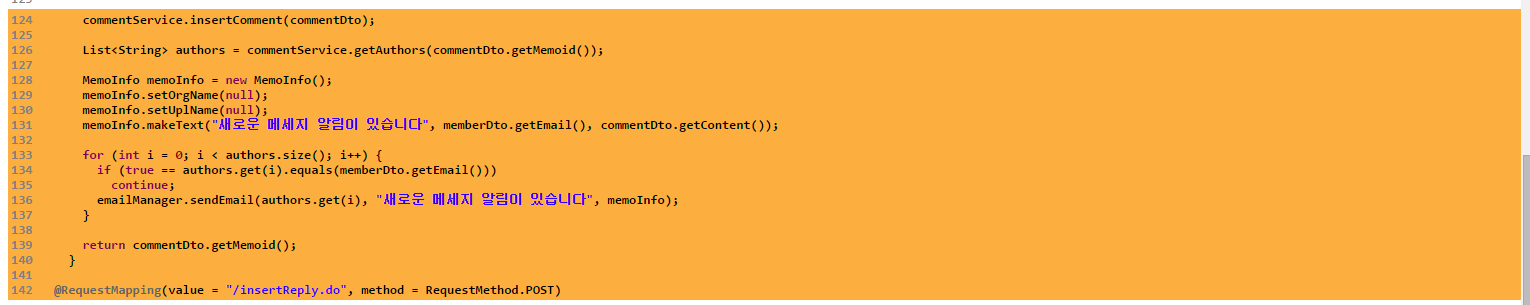 124 commentService.insertComment(commentDto);
125
126 List<String> authors = commentService.getAuthors(commentDto.getMemoid());
127
128 MemoInfo memoInfo = new MemoInfo();
129 memoInfo.setOrgName(null);
130 memoInfo.setUplName(null);
131 memoInfo.makeText("새로운 메세지 알림이 있습니다", memberDto.getEmail(), commentDto.getContent());
132
133 for (int i = 0; i < authors.size(); i++) {
134 if (true == authors.get(i).equals(memberDto.getEmail()))
135 continue;
136 emailManager.sendEmail(authors.get(i), "새로운 메세지 알림이 있습니다", memoInfo);
137 }
138
139 return commentDto.getMemoid();
140 }
141
142 @RequestMapping(value = "/insertReply.do", method = RequestMethod.POST)